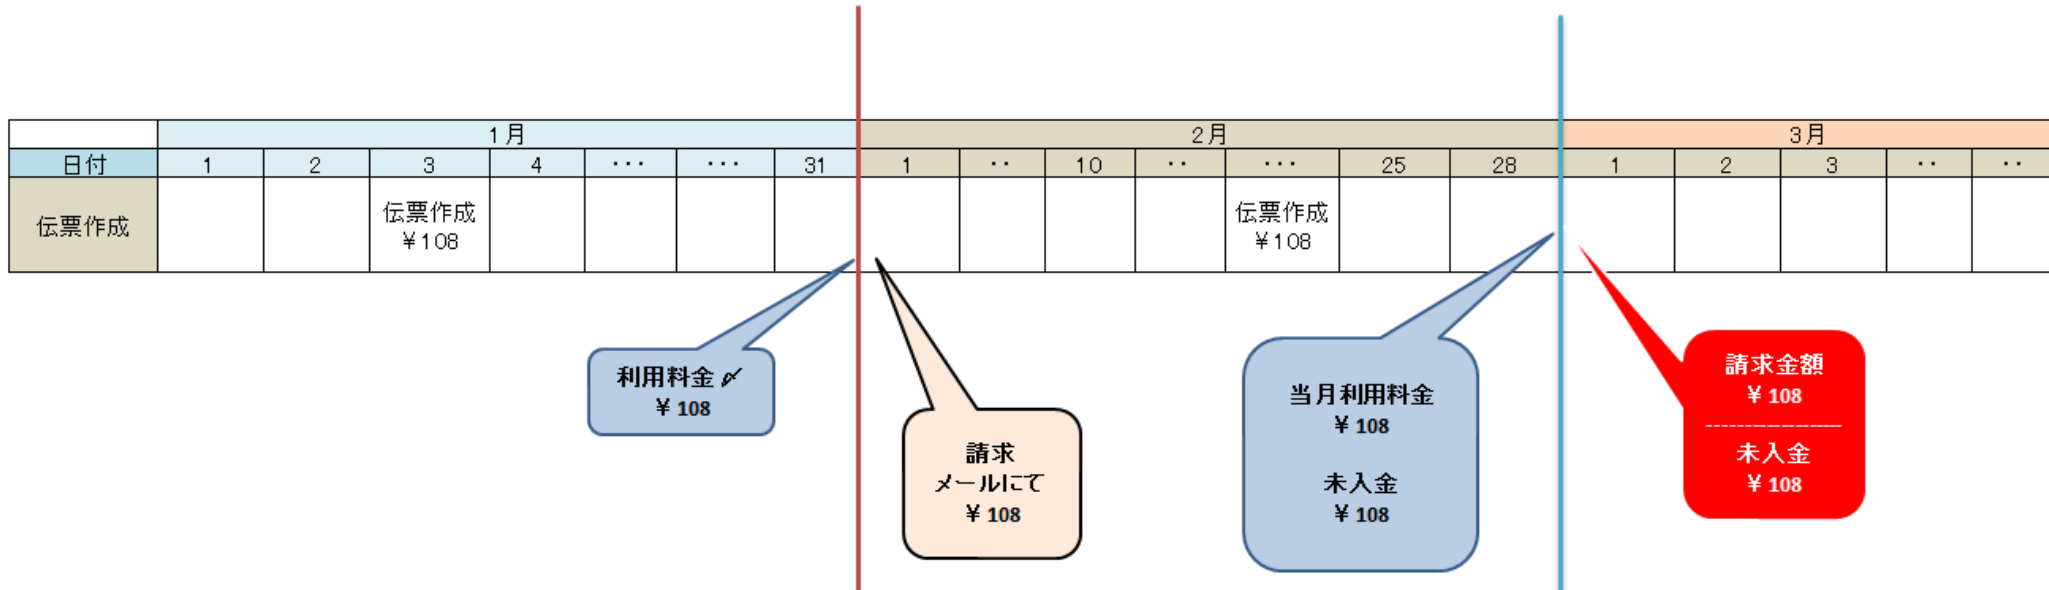 1月 2月 3月
日付 1 2 3 4 ・・・ ・・・ 31 1 ・・ 10 ・・ ・・・ 25 28 1 2 3 ・・ ・・
伝票作成
伝票作成
¥108
伝票作成
¥108
利用料金〆
¥ 108
請求
メールにて
¥ 108
当月利用料金
¥ 108
未入金
¥ 108
請求金額
¥ 108
------------------
未入金
¥ 108